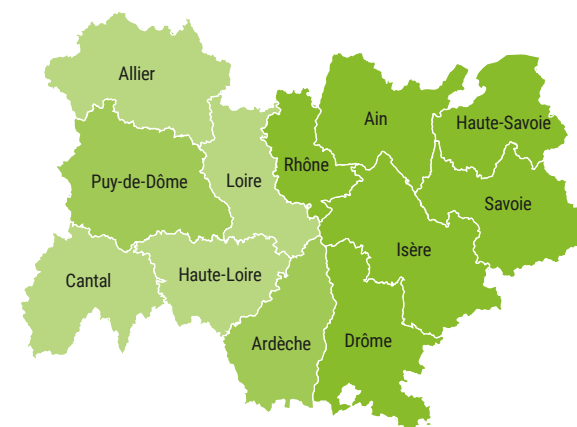 Allier
Ain
Haute-Savoie
Rhône
Puy-de-Dôme
Loire
Savoie
Isère
Cantal
Haute-Loire
Ardèche
Drôme